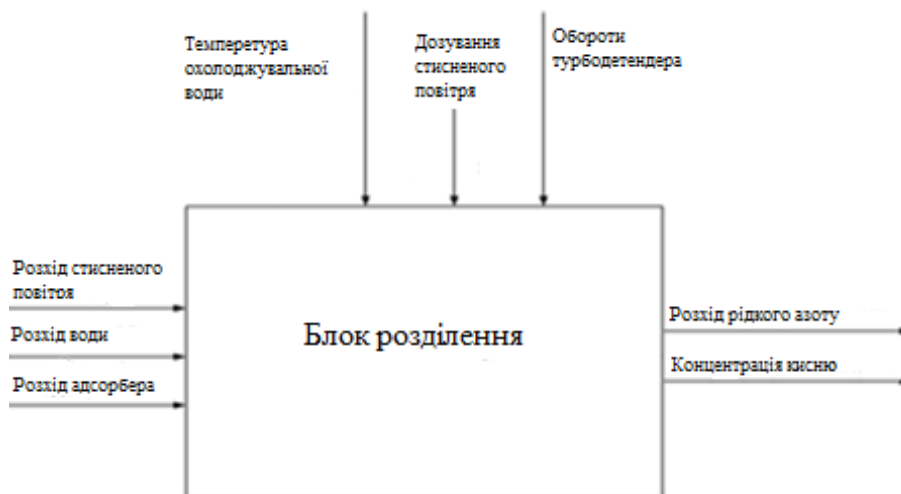 Температура
охолоджувальної
води
Дозування
стисненого
повітря
Обороти
турбодетендера
Розхід стисненого
повітря
Розхід води
Розхід адсорбера
Блок розділення
Розхід рідкого азоту
Концентрація кисню